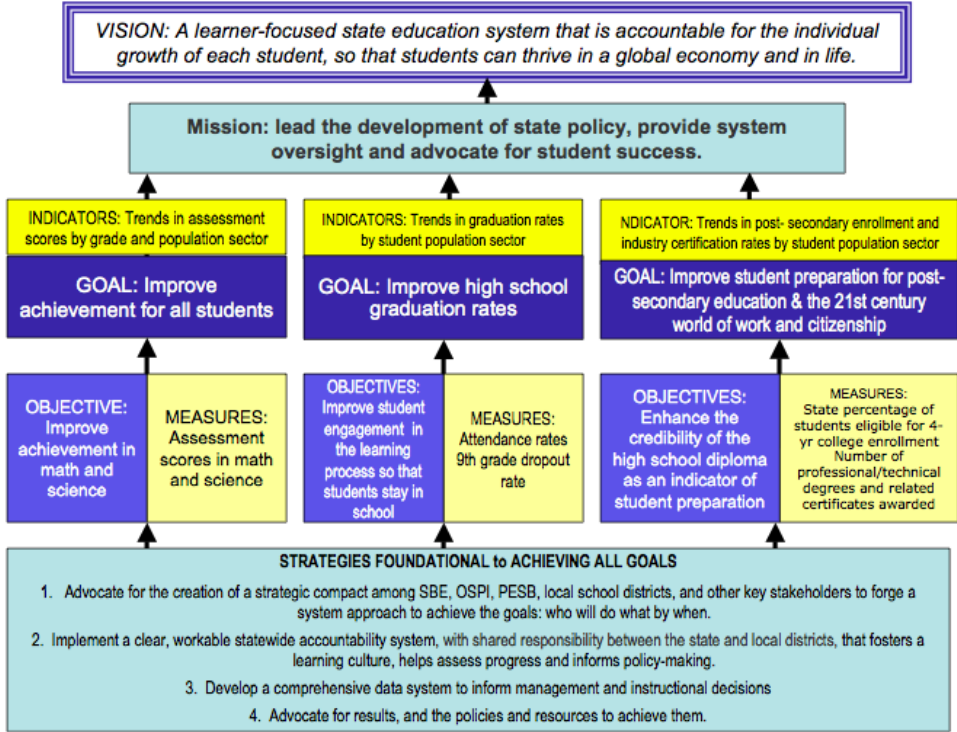 VISION: A learner-focused state education system that is accountable for the individual
growth of each student, so that students can thrive in a global economy and in life.
Mission: lead the development of state policy, provide system
oversight and advocate for student success.
INDICATORS: Trends in assessment
scores by grade and population sector
GOAL: Improve
achievement for all students
INDICATORS: Trends in graduation rates
by student population sector
GOAL: Improve high school
graduation rates
NDICATOR: Trends in post- secondary enrollment and
industry certification rates by student population sector
GOAL: Improve student preparation for post-
secondary education & the 21st century
world of work and citizenship
OBJECTIVE:
Improve
achievement in
math and
science
MEASURES:
Assessment
scores in math
and science
OBJECTIVES:
Improve student
engagement in
the learning
process so that
students stay in
school
MEASURES:
Attendance rates
9th grade dropout
rate
OBJECTIVES:
Enhance the
credibility of the
high school diploma
as an indicator of
student preparation
MEASURES:
State percentage of
students eligible for 4-
yr college enrollment
Number of
professional/technical
degrees and related
certificates awarded
STRATEGIES FOUNDATIONAL to ACHIEVING ALL GOALS
1. Advocate for the creation of a strategic compact among SBE, OSPI, PESB, local school districts, and other key stakeholders to forge a
system approach to achieve the goals: who will do what by when.
2. Implement a clear, workable statewide accountability system, with shared responsibility between the state and local districts, that fosters a
learning culture, helps assess progress and informs policy-making.
3. Develop a comprehensive data system to inform management and instructional decisions
4. Advocate for results, and the policies and resources to achieve them.